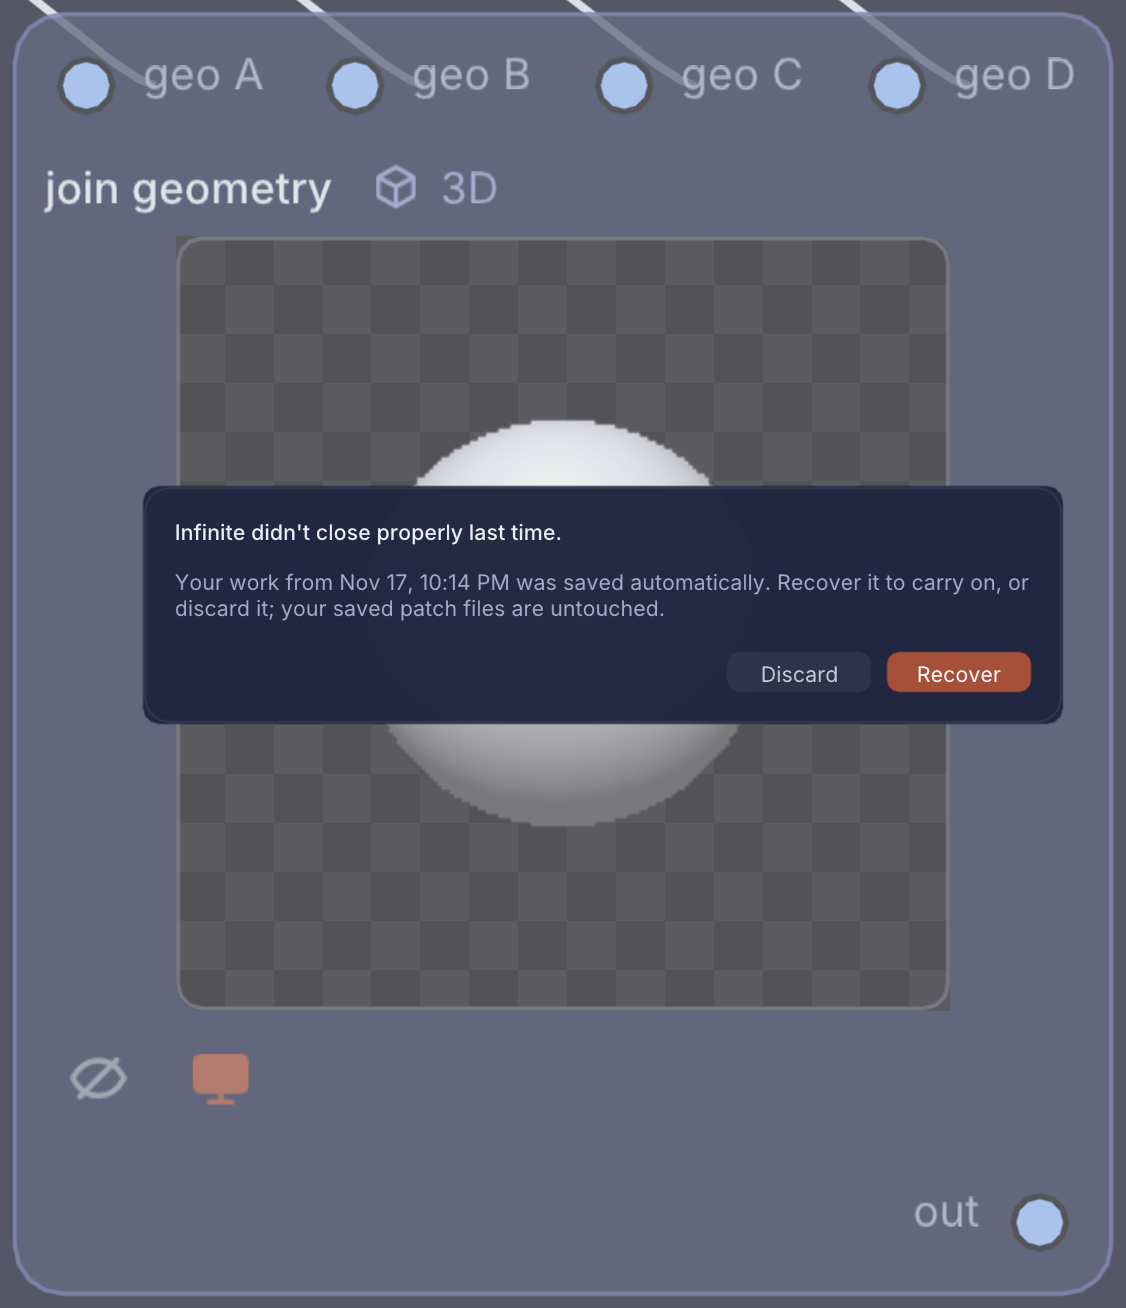 geo A geo B geo C geo D
join geometry 3D
Infinite didn't close properly last time.
Your work from Nov 17, 10:14 PM was saved automatically. Recover it to carry on, or
discard it; your saved patch files are untouched.
Discard Recover
out